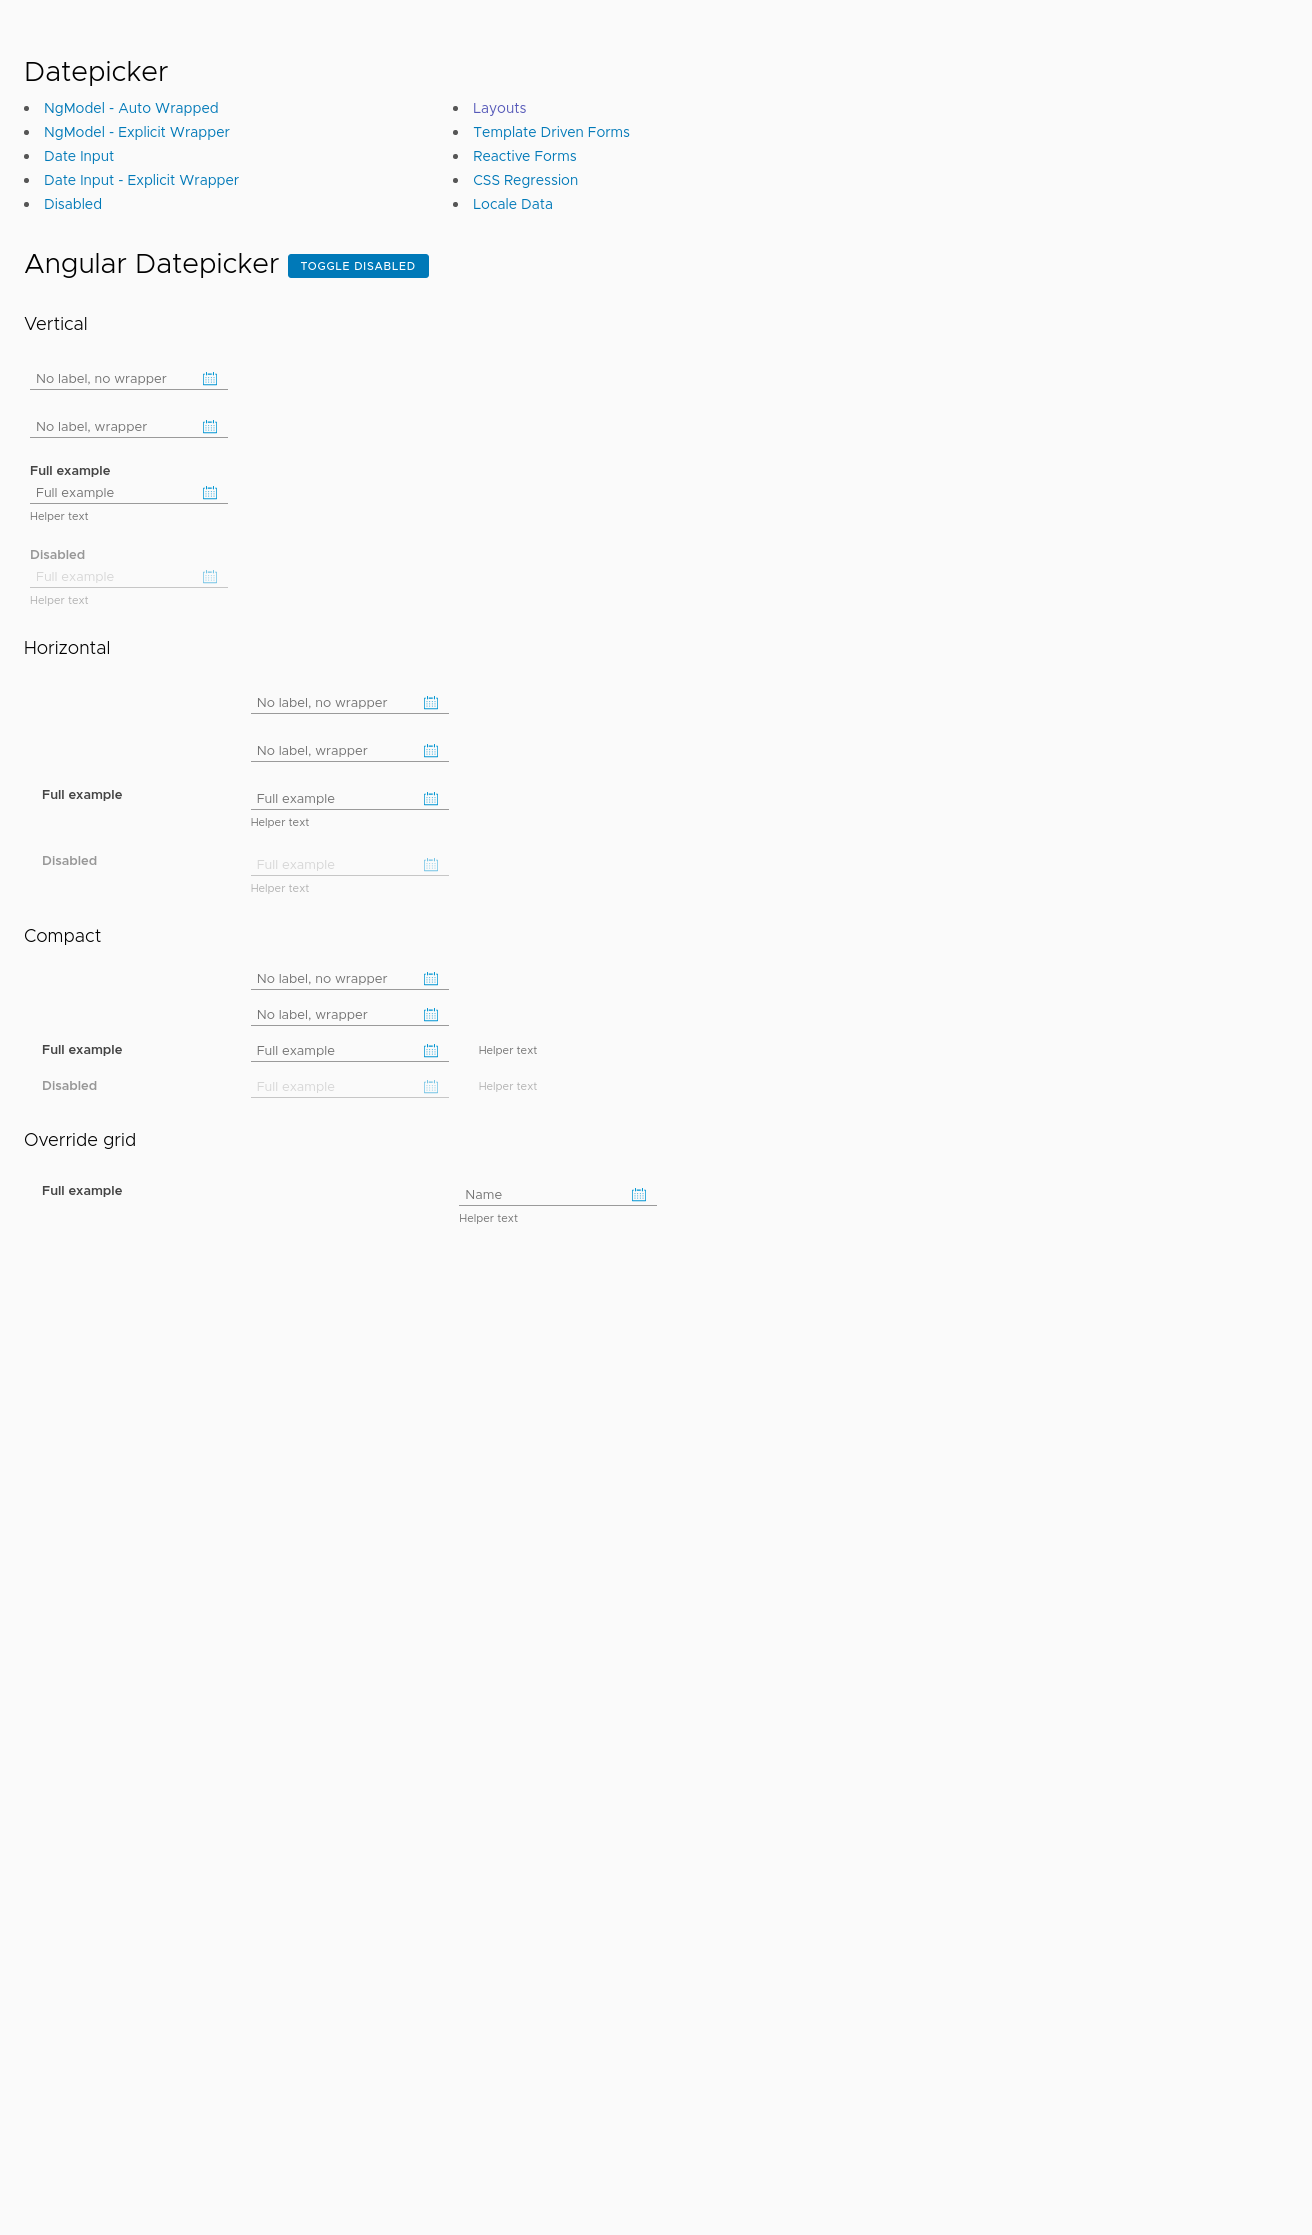 Datepicker
NgModel - Auto Wrapped
NgModel - Explicit Wrapper
Date Input
Date Input - Explicit Wrapper
Disabled
Layouts
Template Driven Forms
Reactive Forms
CSS Regression
Locale Data
Angular Datepicker TOGGLE DISABLED
Vertical
No label, no wrapper
No label, wrapper
Full example
Full example
Helper text
Disabled
Full example
Helper text
Horizontal
No label, no wrapper
No label, wrapper
Full example Full example
Helper text
Disabled Full example
Helper text
Compact
No label, no wrapper
No label, wrapper
Full example Full example Helper text
Disabled Full example Helper text
Override grid
Full example Name
Helper text